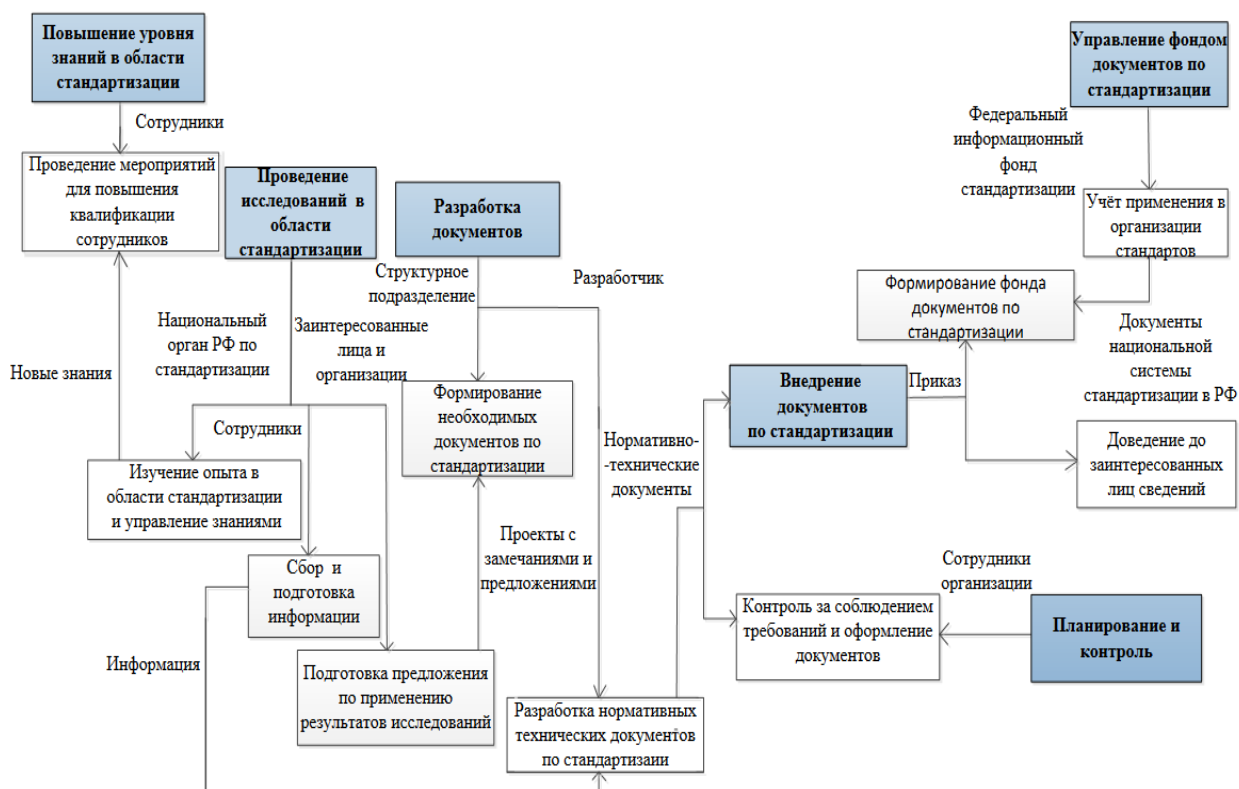 Повышение уровня
знаний в области
стандартизации
Сотрудники
Проведение мероприятий
для повышения
квалификации
сотрудников
Новые знания
Проведение
исследований в
области
стандартизации
Национальный
орган РФ по
стандартизации
Заинтересованные
лица и
организации
Сотрудники
Изучение опыта в
области стандартизации
и управление знаниями
Сбор и
подготовка
информации
Информация
Подготовка предложения
по применению
результатов исследований
Разработка
документов
Структурное
подразделение
Разработчик
Формирование
необходимых
документов по
стандартизации
Проекты с
замечаниями и
предложениями
Разработка нормативных
технических документов
по стандартизаии
Нормативно-
-технические
документы
Внедрение
документов
по стандартизации
Приказ
Управление фондом
документов по
стандартизации
Федеральный
информационный
фонд
стандартизации
Учёт применения в
организации
стандартов
Формирование фонда
документов по
стандартизации
Документы
национальной
системы
стандартизации в РФ
Доведение до
заинтересованных
лиц сведений
Сотрудники
организации
Контроль за соблюдением
требований и оформление
документов
Планирование и
контроль